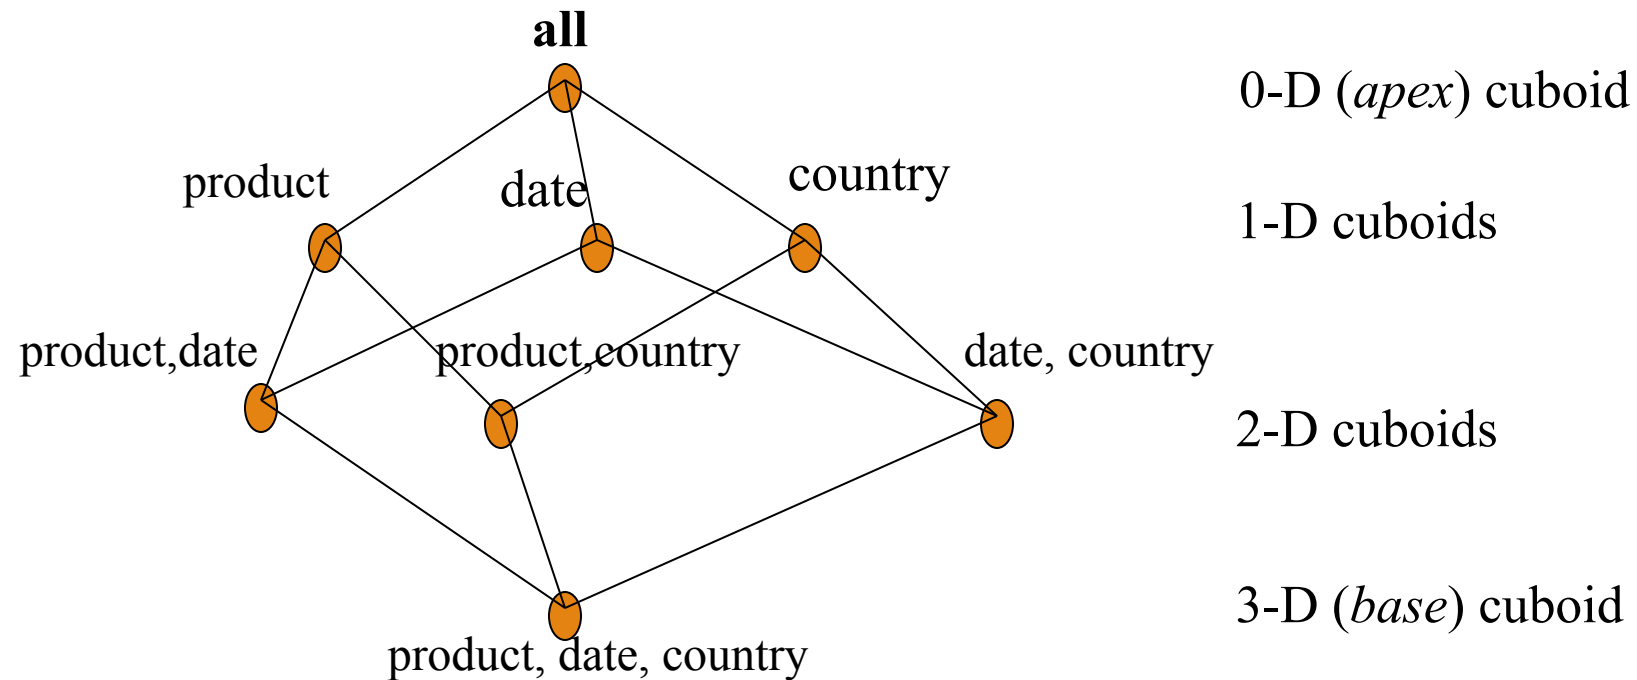 all
0-D (apex) cuboid
product
date
country
1-D cuboids
product,date
product,country
date, country
2-D cuboids
3-D (base) cuboid
product, date, country